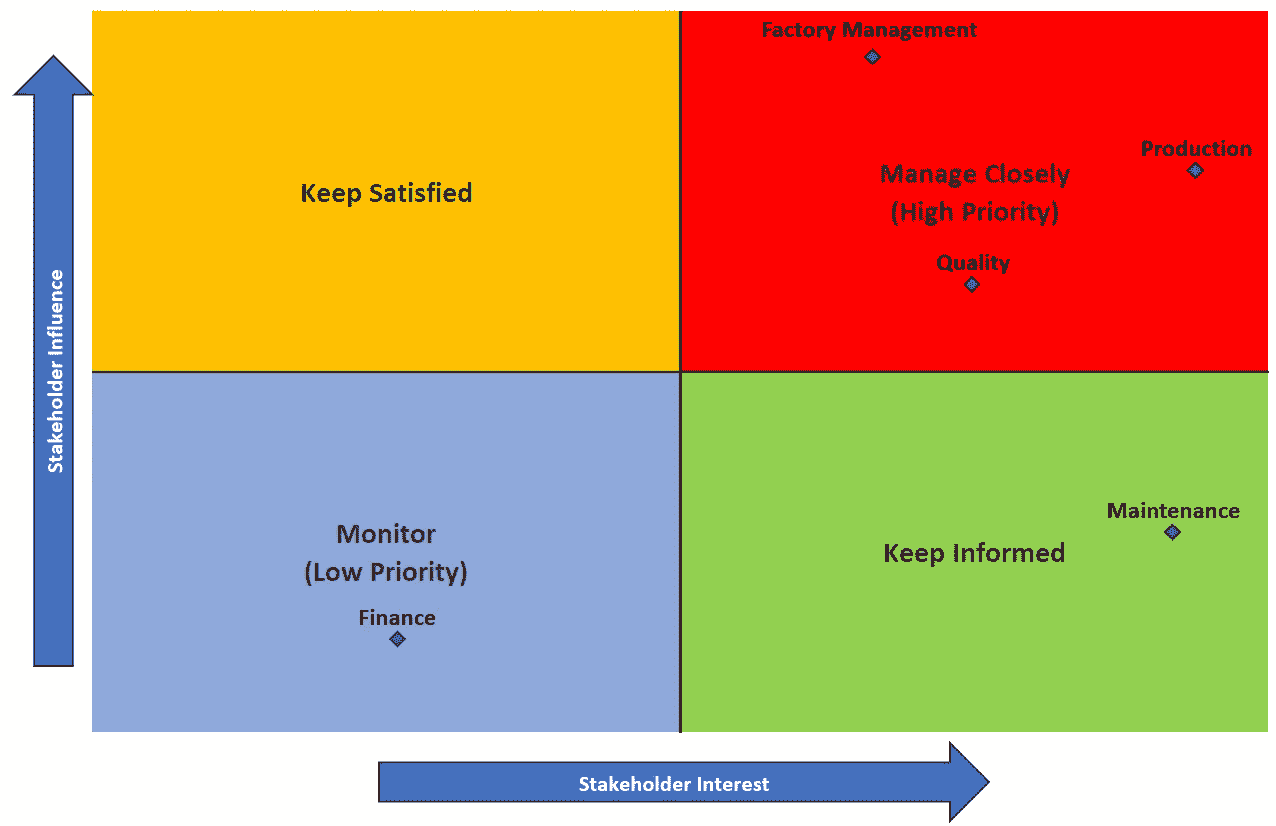 Factory Management
Production
Keep Satisfied
Manage Closely
(High Priority)
Quality
Stakeholder Influence
Maintenance
Monitor
(Low Priority)
Keep Informed
Finance
Stakeholder Interest